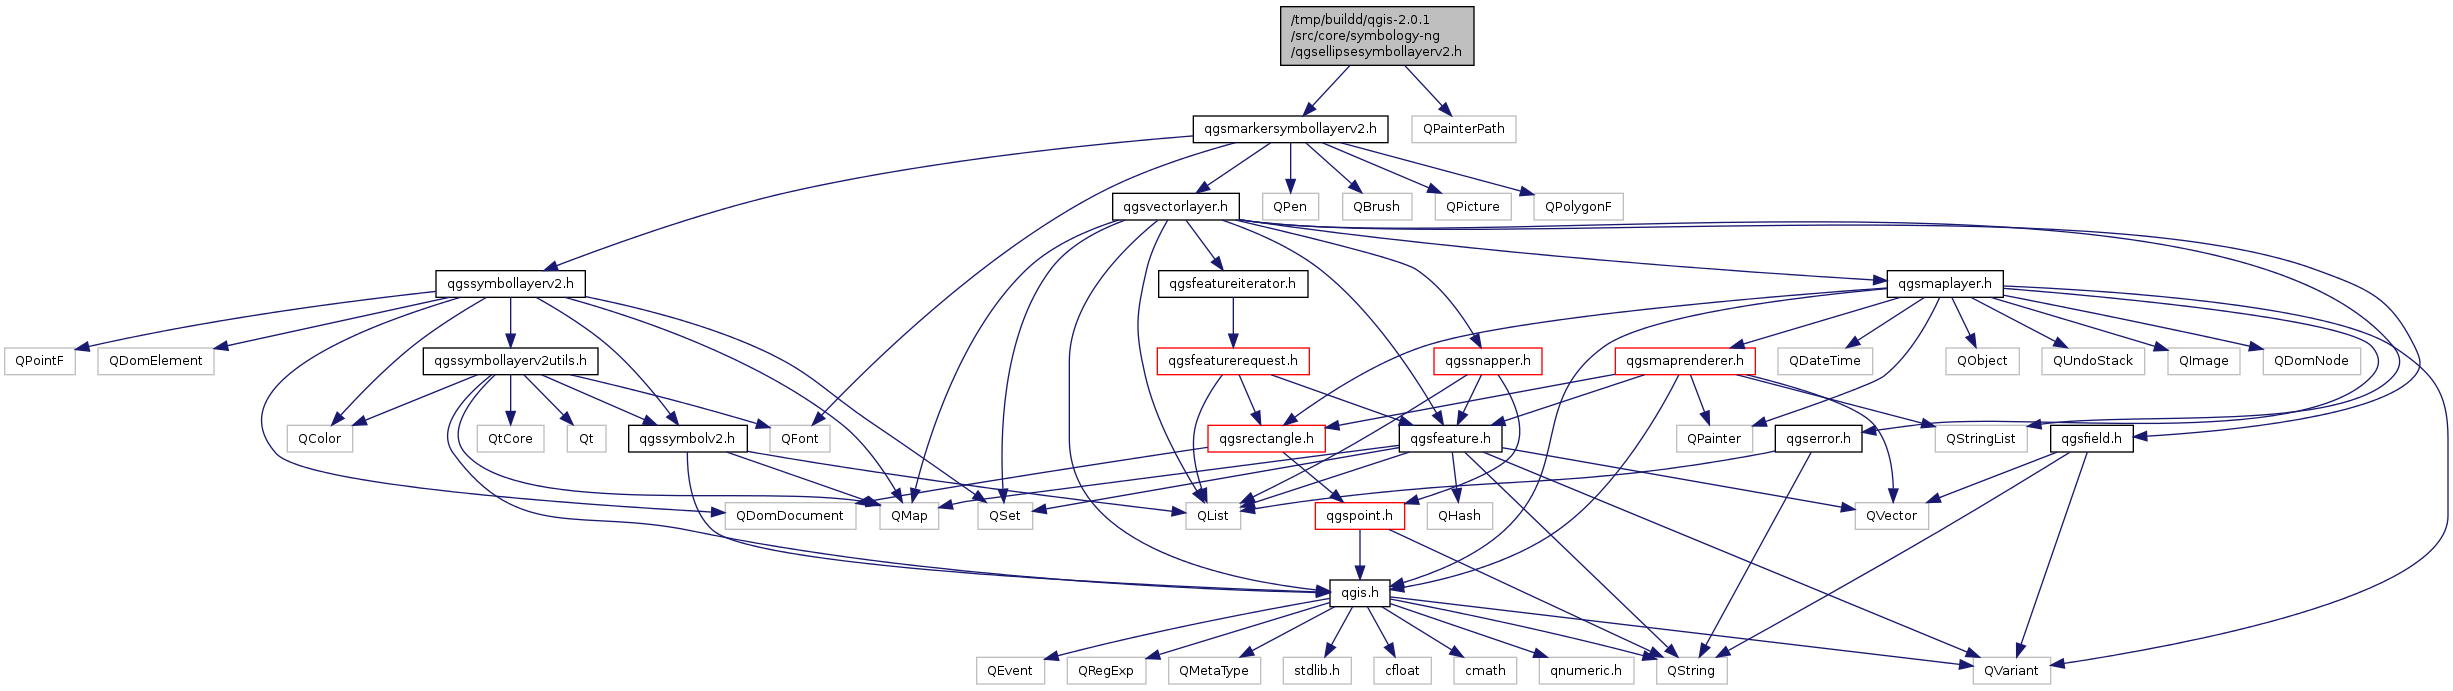 /tmp/buildd/qgis-2.0.1
/src/core/symbology-ng
/qgsellipsesymbollayerv2.h
qgsmarkersymbollayerv2.h
QPainterPath
qgsvectorlayer.h
QPen
QBrush
QPicture
QPolygonF
qgssymbollayerv2.h
qgsfeatureiterator.h
qgsmaplayer.h
QPointF
QDomElement
qgssymbollayerv2utils.h
qgsfeaturerequest.h
qgssnapper.h
qgsmaprenderer.h
QDateTime
QObject
QUndoStack
QImage
QDomNode
QColor
QtCore
Qt
qgssymbolv2.h
QFont
qgsrectangle.h
qgsfeature.h
QPainter
qgserror.r.h
QStringList
qgsfield.h
QDomDocument
QMap
QSet
QList
qgspoint.h
QHash
QVector
qgis.h
QEvent
QRegExp
QMetaType
stdlib.h
cfloat
cmath
qnumeric.h
QString
QVariant